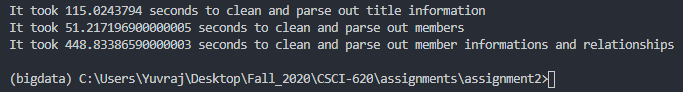 It took 115.0243794 seconds to clean and parse out title information
It took 51.217196900000005 seconds to clean and parse out members
It took 448.83386590000003 seconds to clean and parse out member informations and relationships
(bigdata) C:\Users\Yuvraj\Desktop\Fall_2020\CSCI-620\assignments\assignment2>